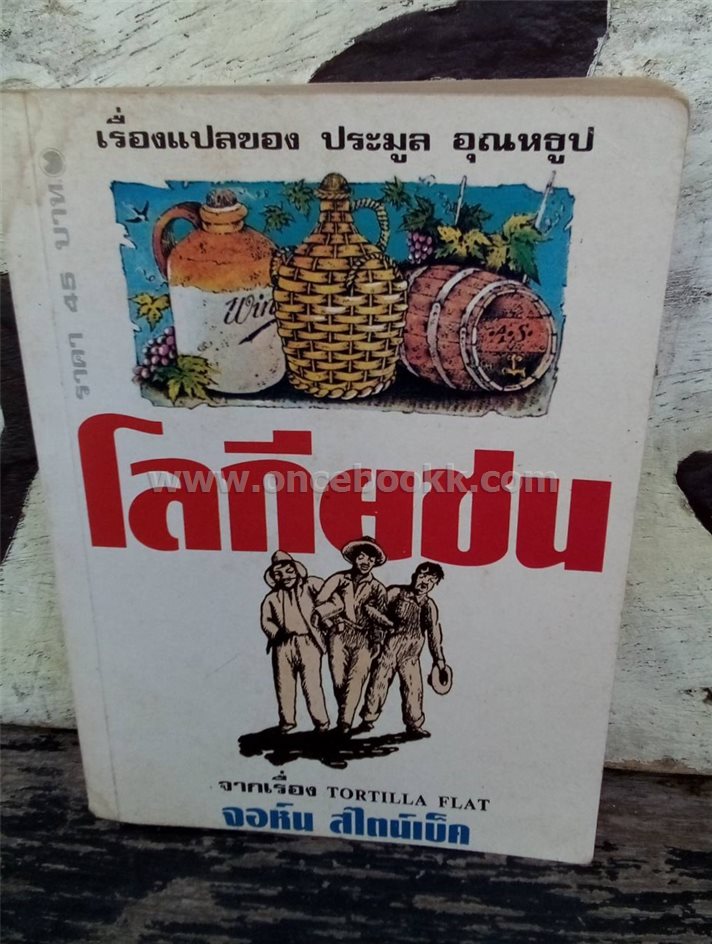 เรื่องแปลของ ประมูล อุณหธูป
ราคา 45 บาท
Wine
.A.S.
โลกียชน
www.oncebookk.com
จากเรื่อง TORTILLA FLAT
จอห์น สไตน์เบ็ค